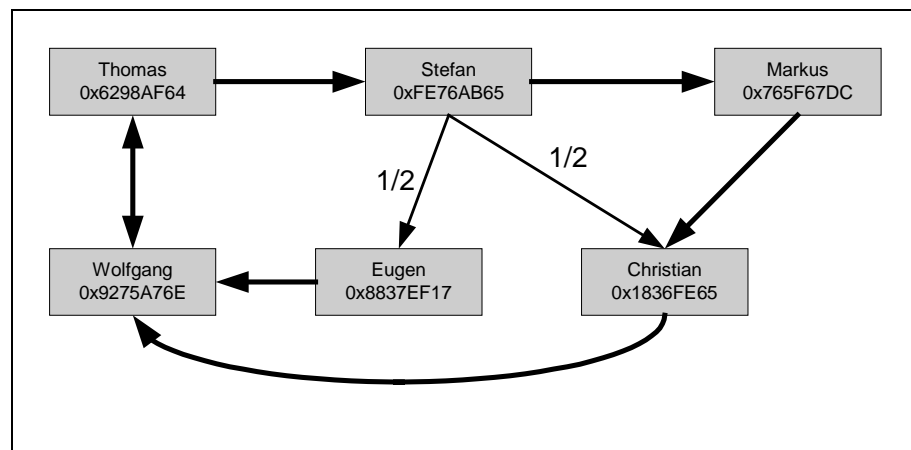 Thomas
0x6298AF64
Stefan
0xFE76AB65
Markus
0x765F67DC
1/2
1/2
Wolfgang
0x9275A76E
Eugen
0x8837EF17
Christian
0x1836FE65